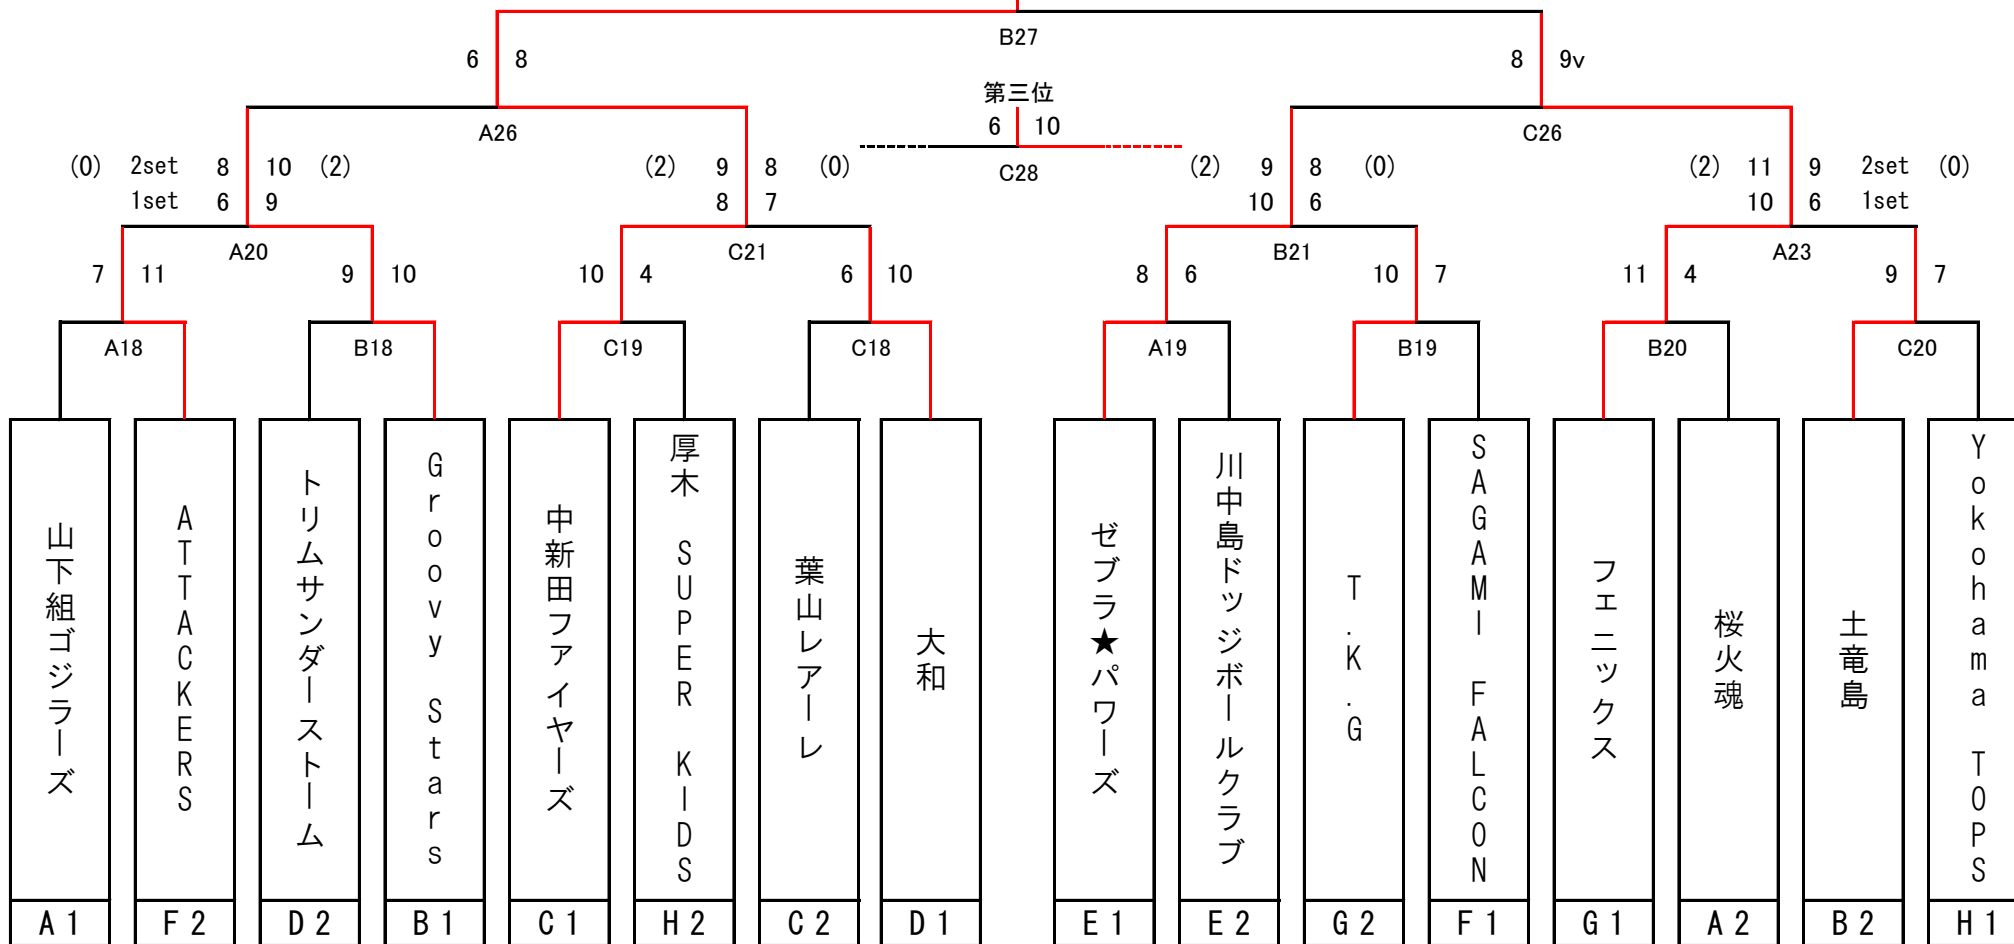 B27
6 8 8 9v
第三位
6 10
A26 C26
(0) 2set 8 10 (2) (2) 9 8 (0) C28 (2) 9 8 (0) (2) 11 9 2set (0)
1set 6 9 8 7 10 6 10 6 1set
A20 C21 B21 A23
7 11 9 10 10 4 6 10 8 6 10 7 11 4 9 7
A18 B18 C19 C18 A19 B19 B20 C20
山下組ゴジラーズ
ATTACKERS
トリムサンダーストーム
Groovy Stars
中新田ファイヤーズ
厚木 SUPER KIDS
葉山レアーレ
大和
ゼブラ★パワーズ
川中島ドッジボールクラブ
T.K.G
SAGAMI FALCON
フェニックス
桜火魂
土竜島
Yokohama TOPS
A1 F2 D2 B1 C1 H2 C2 D1 E1 E2 G2 F1 G1 A2 B2 H1